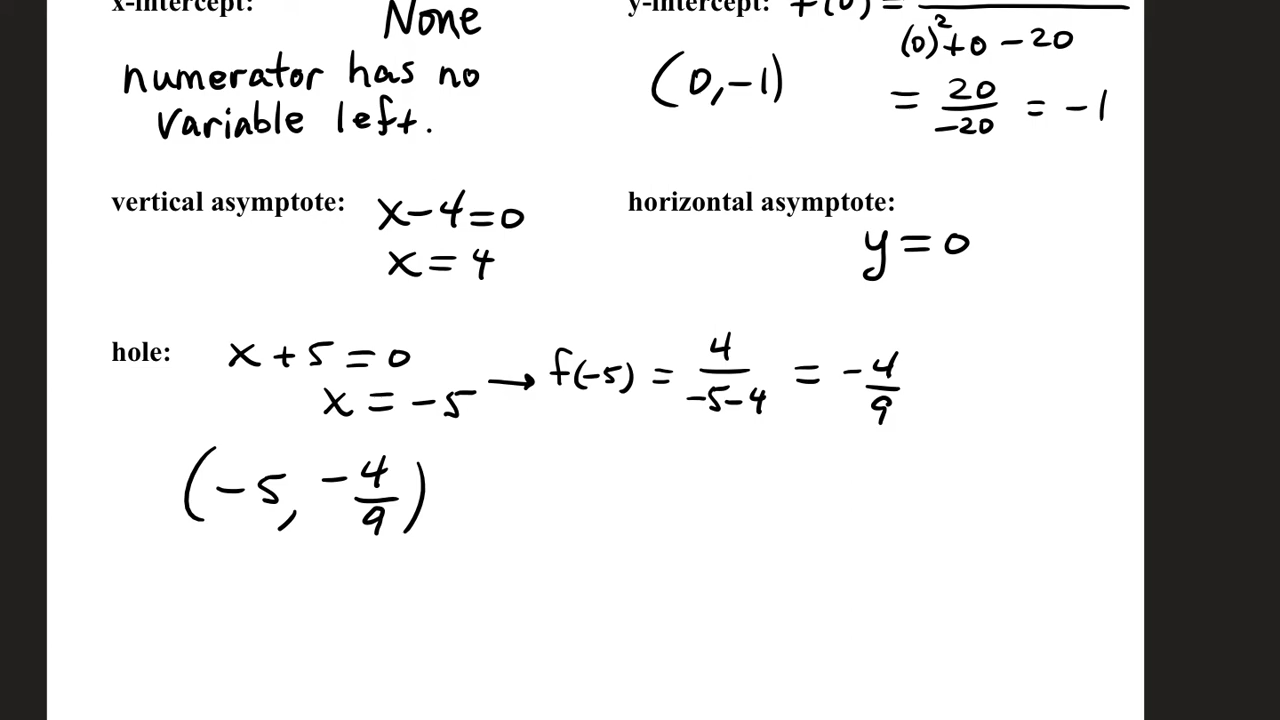 x-intercept: None
numerator has no
variable left.
y-intercept: f(0) =
(0)²+0-20
(0,-1)
= 20/-20 = -1
vertical asymptote: x-4=0
x=4
horizontal asymptote:
y=0
hole: x+5=0
x=-5 → f(-5) = 4/-5-4 = -4/9
(-5, -4/9)